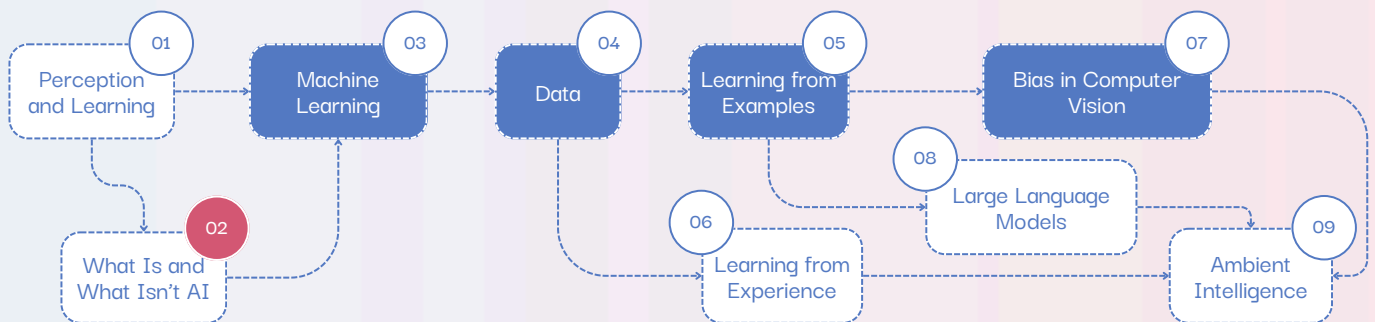 01
Perception
and Learning
02
What Is and
What Isn't AI
03
Machine
Learning
04
Data
05
Learning from
Examples
06
Learning from
Experience
07
Bias in Computer
Vision
08
Large Language
Models
09
Ambient
Intelligence